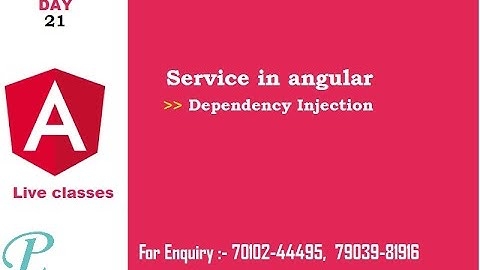 DAY
21
Service in angular
>> Dependency Injection
A
Live classes
For Enquiry :- 70102-44495, 79039-81916